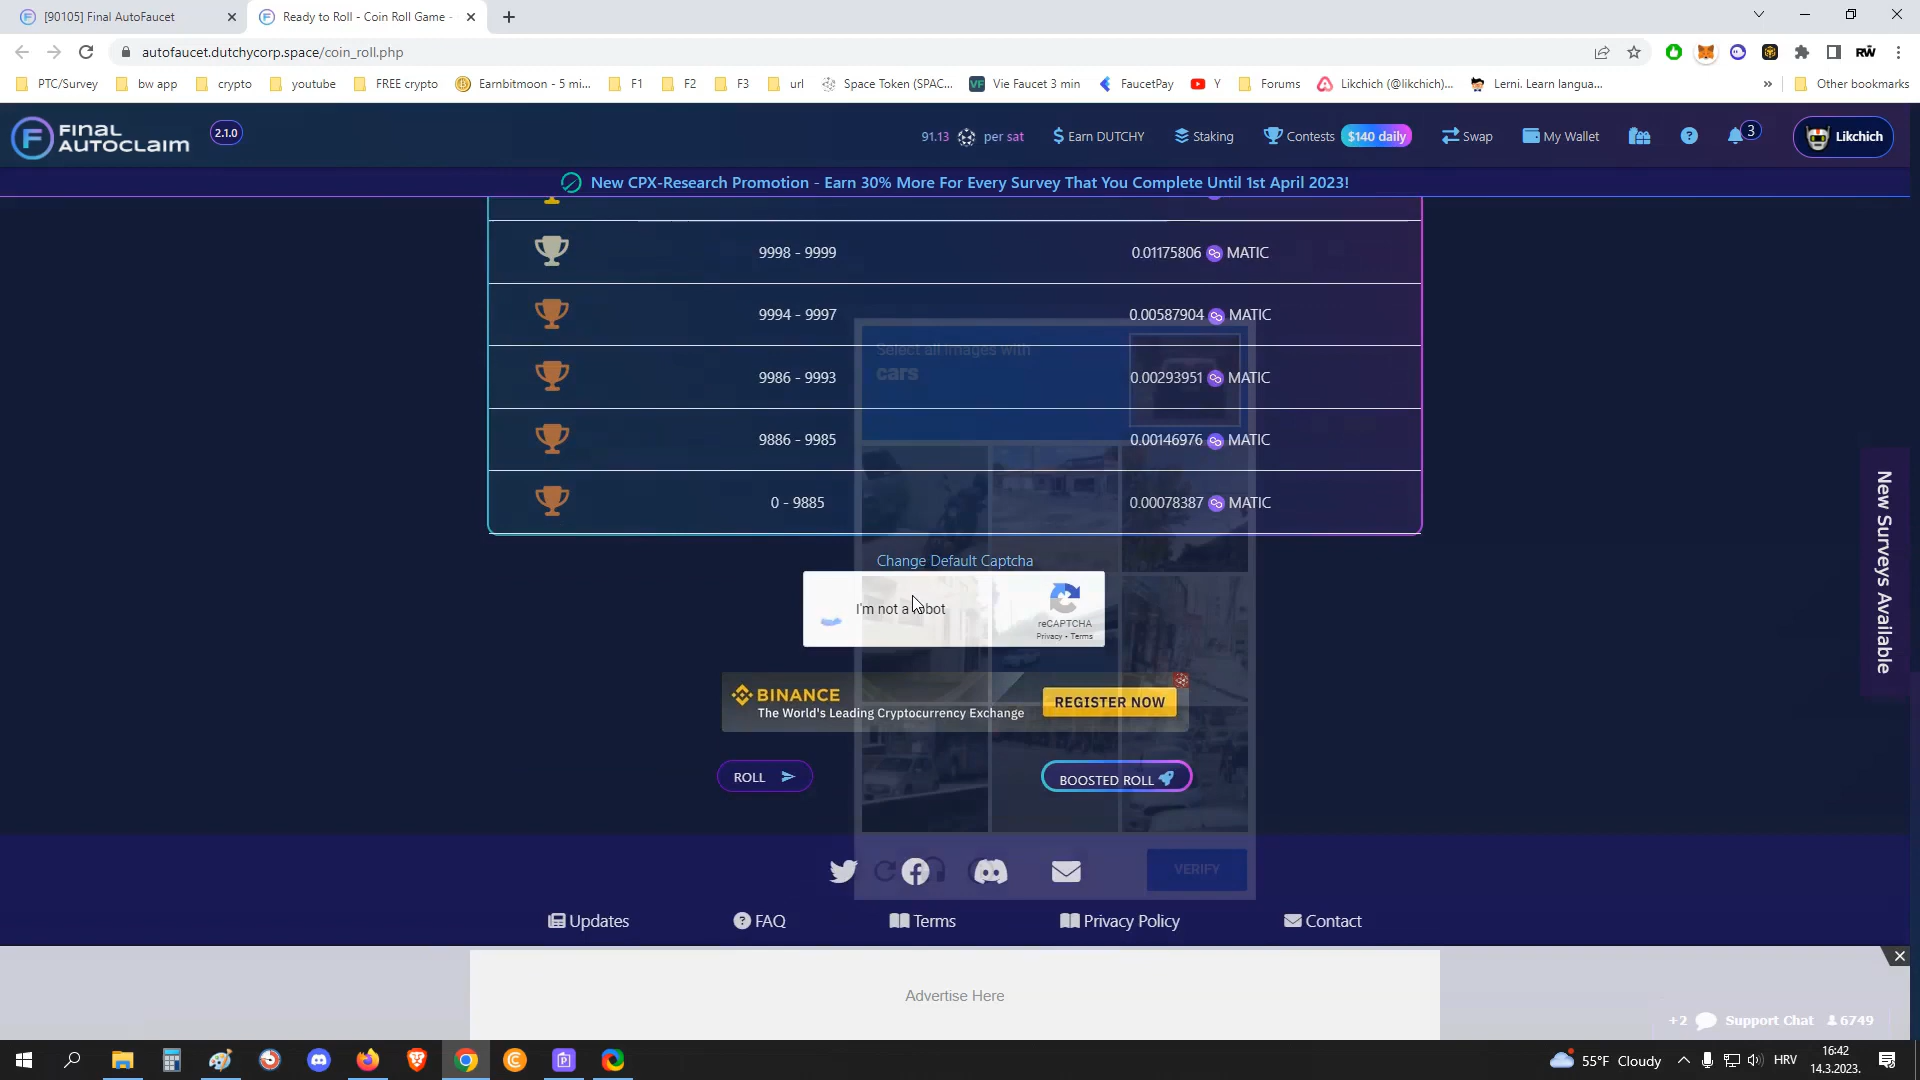 [90105] Final AutoFaucet
Ready to Roll - Coin Roll Game -
autofaucet.dutchycorp.space/coin_roll.php
PTC/Survey
bw app
crypto
youtube
FREE crypto
Earnbitmoon - 5 mi...
F1
F2
F3
url
Space Token (SPAC...
Vie Faucet 3 min
FaucetPay
Y
Forums
Likchich (@likchich)...
Lerni. Learn langua...
»
Other bookmarks
FINAL
AUTOCLAIM
2.1.0
91.13 per sat
Earn DUTCHY
Staking
Contests $140 daily
Swap
My Wallet
3
Likchich
New CPX-Research Promotion - Earn 30% More For Every Survey That You Complete Until 1st April 2023!
9998 - 9999 0.01175806 MATIC
9994 - 9997 0.00587904 MATIC
Select all images with
cars
9986 - 9993 0.00293951 MATIC
9886 - 9985 0.00146976 MATIC
0 - 9885 0.00078387 MATIC
Change Default Captcha
I'm not a robot
reCAPTCHA
Privacy - Terms
New Surveys Available
BINANCE
The World's Leading Cryptocurrency Exchange
REGISTER NOW
ROLL
BOOSTED ROLL
VERIFY
Updates
FAQ
Terms
Privacy Policy
Contact
Advertise Here
+2 Support Chat 6749
55°F Cloudy
HRV
16:42
14.3.2023.